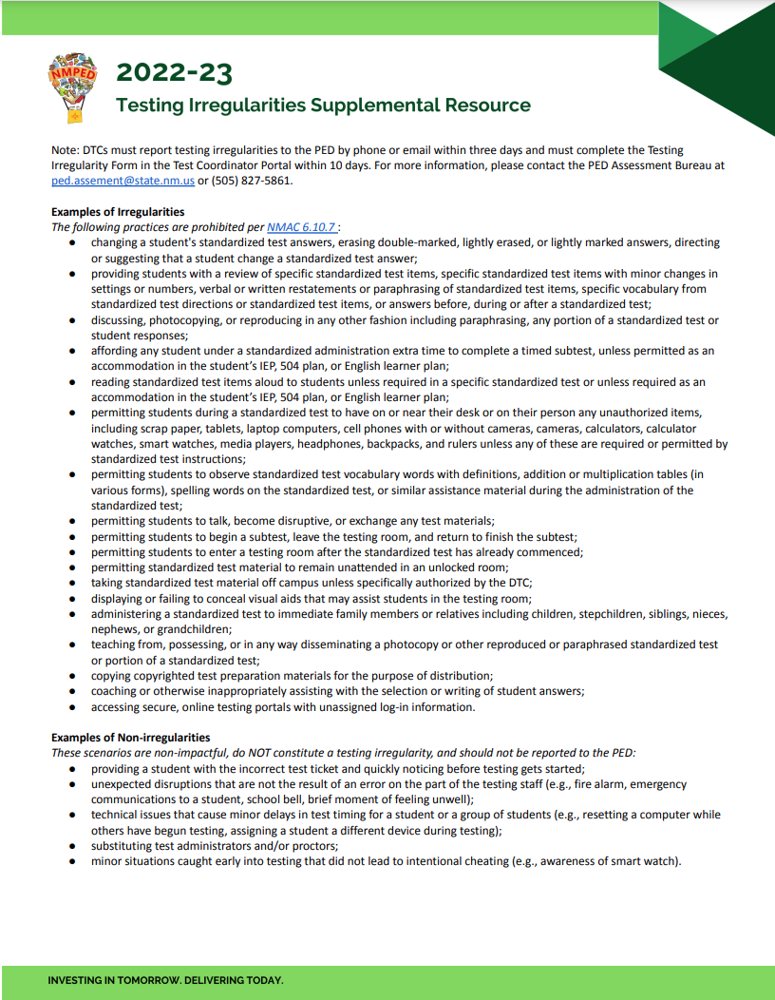 NMPED
2022-23
Testing Irregularities Supplemental Resource
Note: DTCs must report testing irregularities to the PED by phone or email within three days and must complete the Testing
Irregularity Form in the Test Coordinator Portal within 10 days. For more information, please contact the PED Assessment Bureau at
ped.assement@state.nm.us or (505) 827-5861.
Examples of Irregularities
The following practices are prohibited per NMAC 6.10.7 :
● changing a student's standardized test answers, erasing double-marked, lightly erased, or lightly marked answers, directing
or suggesting that a student change a standardized test answer;
● providing students with a review of specific standardized test items, specific standardized test items with minor changes in
settings or numbers, verbal or written restatements or paraphrasing of standardized test items, specific vocabulary from
standardized test directions or standardized test items, or answers before, during or after a standardized test;
● discussing, photocopying, or reproducing in any other fashion including paraphrasing, any portion of a standardized test or
student responses;
● affording any student under a standardized administration extra time to complete a timed subtest, unless permitted as an
accommodation in the student’s IEP, 504 plan, or English learner plan;
● reading standardized test items aloud to students unless required in a specific standardized test or unless required as an
accommodation in the student’s IEP, 504 plan, or English learner plan;
● permitting students during a standardized test to have on or near their desk or on their person any unauthorized items,
including scrap paper, tablets, laptop computers, cell phones with or without cameras, cameras, calculators, calculator
watches, smart watches, media players, headphones, backpacks, and rulers unless any of these are required or permitted by
standardized test instructions;
● permitting students to observe standardized test vocabulary words with definitions, addition or multiplication tables (in
various forms), spelling words on the standardized test, or similar assistance material during the administration of the
standardized test;
● permitting students to talk, become disruptive, or exchange any test materials;
● permitting students to begin a subtest, leave the testing room, and return to finish the subtest;
● permitting students to enter a testing room after the standardized test has already commenced;
● permitting standardized test material to remain unattended in an unlocked room;
● taking standardized test material off campus unless specifically authorized by the DTC;
● displaying or failing to conceal visual aids that may assist students in the testing room;
● administering a standardized test to immediate family members or relatives including children, stepchildren, siblings, nieces,
nephews, or grandchildren;
● teaching from, possessing, or in any way disseminating a photocopy or other reproduced or paraphrased standardized test
or portion of a standardized test;
● copying copyrighted test preparation materials for the purpose of distribution;
● coaching or otherwise inappropriately assisting with the selection or writing of student answers;
● accessing secure, online testing portals with unassigned log-in information.
Examples of Non-irregularities
These scenarios are non-impactful, do NOT constitute a testing irregularity, and should not be reported to the PED:
● providing a student with the incorrect test ticket and quickly noticing before testing gets started;
● unexpected disruptions that are not the result of an error on the part of the testing staff (e.g., fire alarm, emergency
communications to a student, school bell, brief moment of feeling unwell);
● technical issues that cause minor delays in test timing for a student or a group of students (e.g., resetting a computer while
others have begun testing, assigning a student a different device during testing);
● substituting test administrators and/or proctors;
● minor situations caught early into testing that did not lead to intentional cheating (e.g., awareness of smart watch).
INVESTING IN TOMORROW. DELIVERING TODAY.